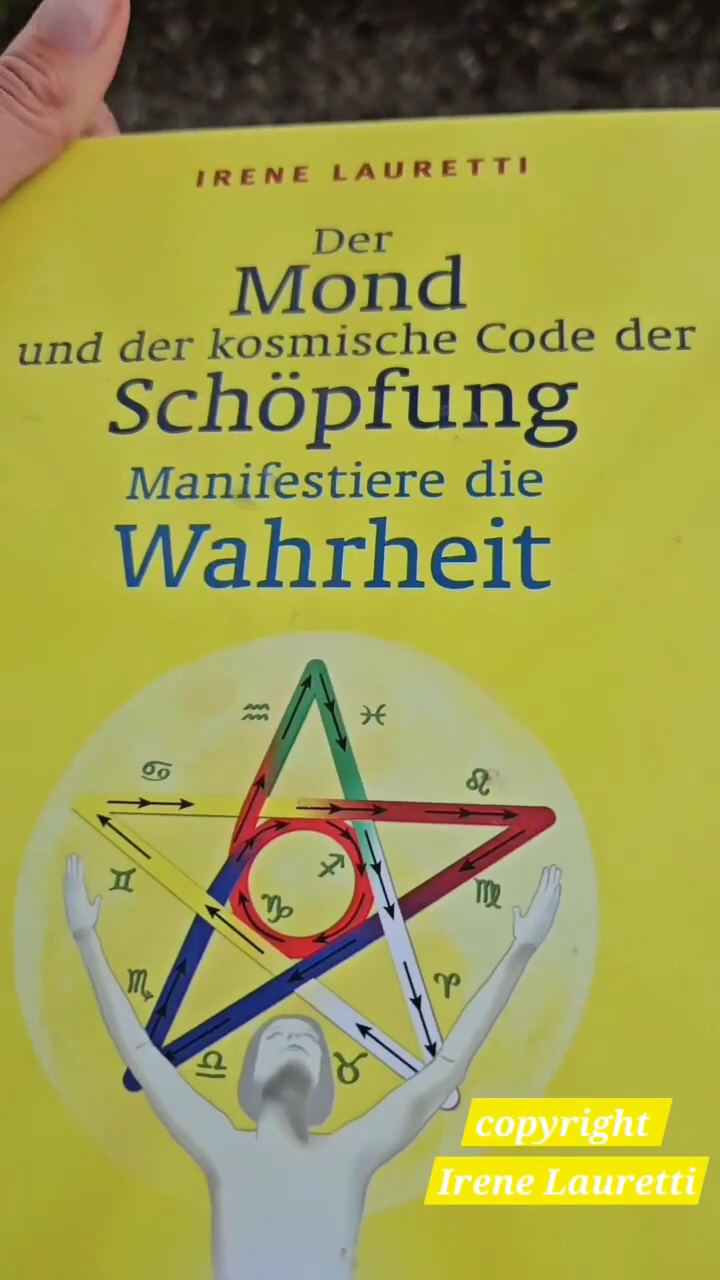 IRENE LAURETTI
Der
Mond
und der kosmische Code der
Schöpfung
Manifestiere die
Wahrheit
♒ ♓
♋ ♌
♐
♊ ♑ ♍
♏ ♈
♎ ♉
copyright
Irene Lauretti